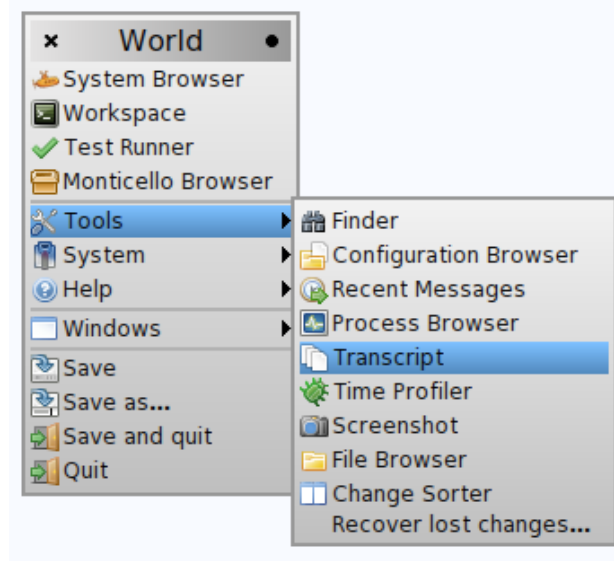 World
System Browser
Workspace
Test Runner
Monticello Browser
Tools
System
Help
Windows
Save
Save as...
Save and quit
Quit
Finder
Configuration Browser
Recent Messages
Process Browser
Transcript
Time Profiler
Screenshot
File Browser
Change Sorter
Recover lost changes...